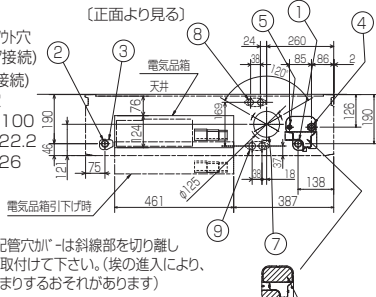 〔正面より見る〕
ウト穴
接続)
接続)
電気品箱
天井
② ③ ⑧ ⑤ ① ④
24 260
38 85 86 2
120°
100
22.2
26
190
46
121
75
76
124
169
φ125
37
38 18
126
190
138
電気品箱引下げ時
461 387
⑨ ⑦
配管穴カバーは斜線部を切り離し
取付けて下さい。(埃の進入により、
まりするおそれがあります)